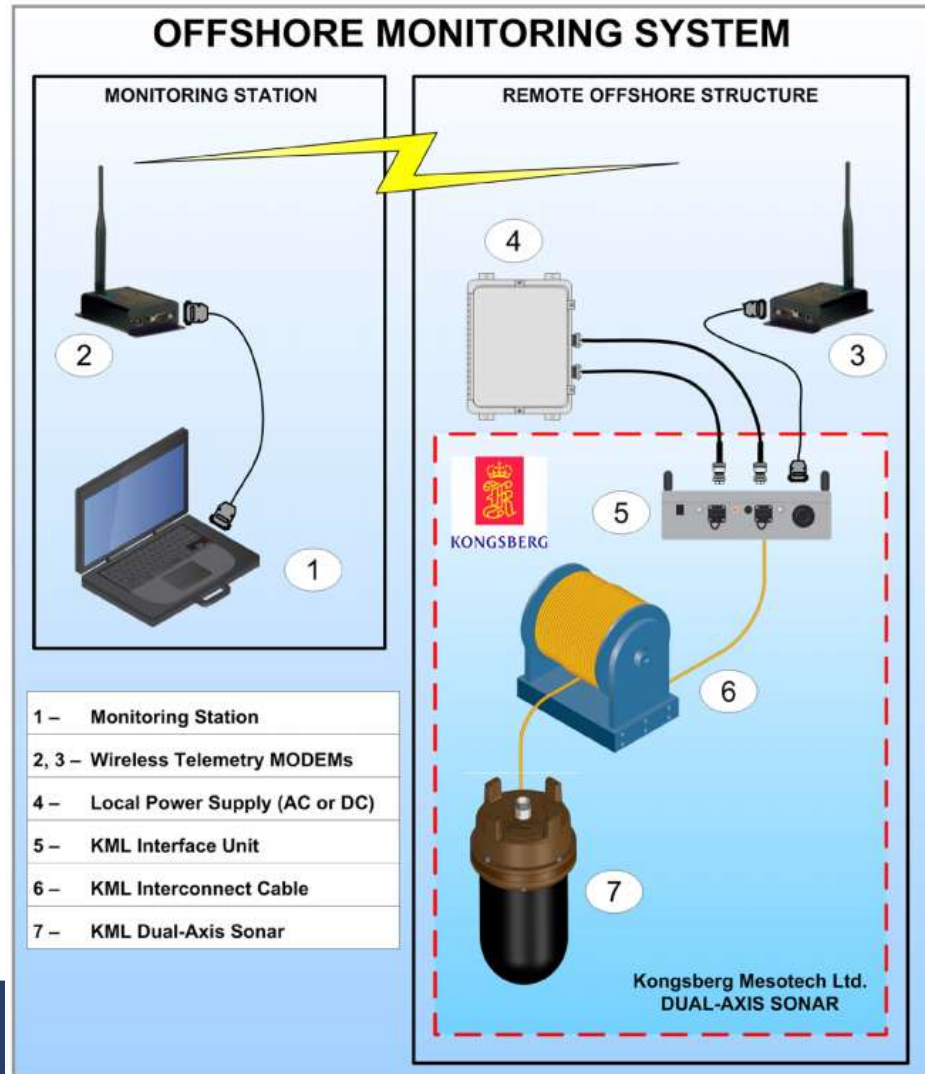 OFFSHORE MONITORING SYSTEM
MONITORING STATION
REMOTE OFFSHORE STRUCTURE
4
2
3
5
KONGSBERG
1
6
1 – Monitoring Station
2, 3 – Wireless Telemetry MODEMs
4 – Local Power Supply (AC or DC)
5 – KML Interface Unit
6 – KML Interconnect Cable
7 – KML Dual-Axis Sonar
7
Kongsberg Mesotech Ltd.
DUAL-AXIS SONAR